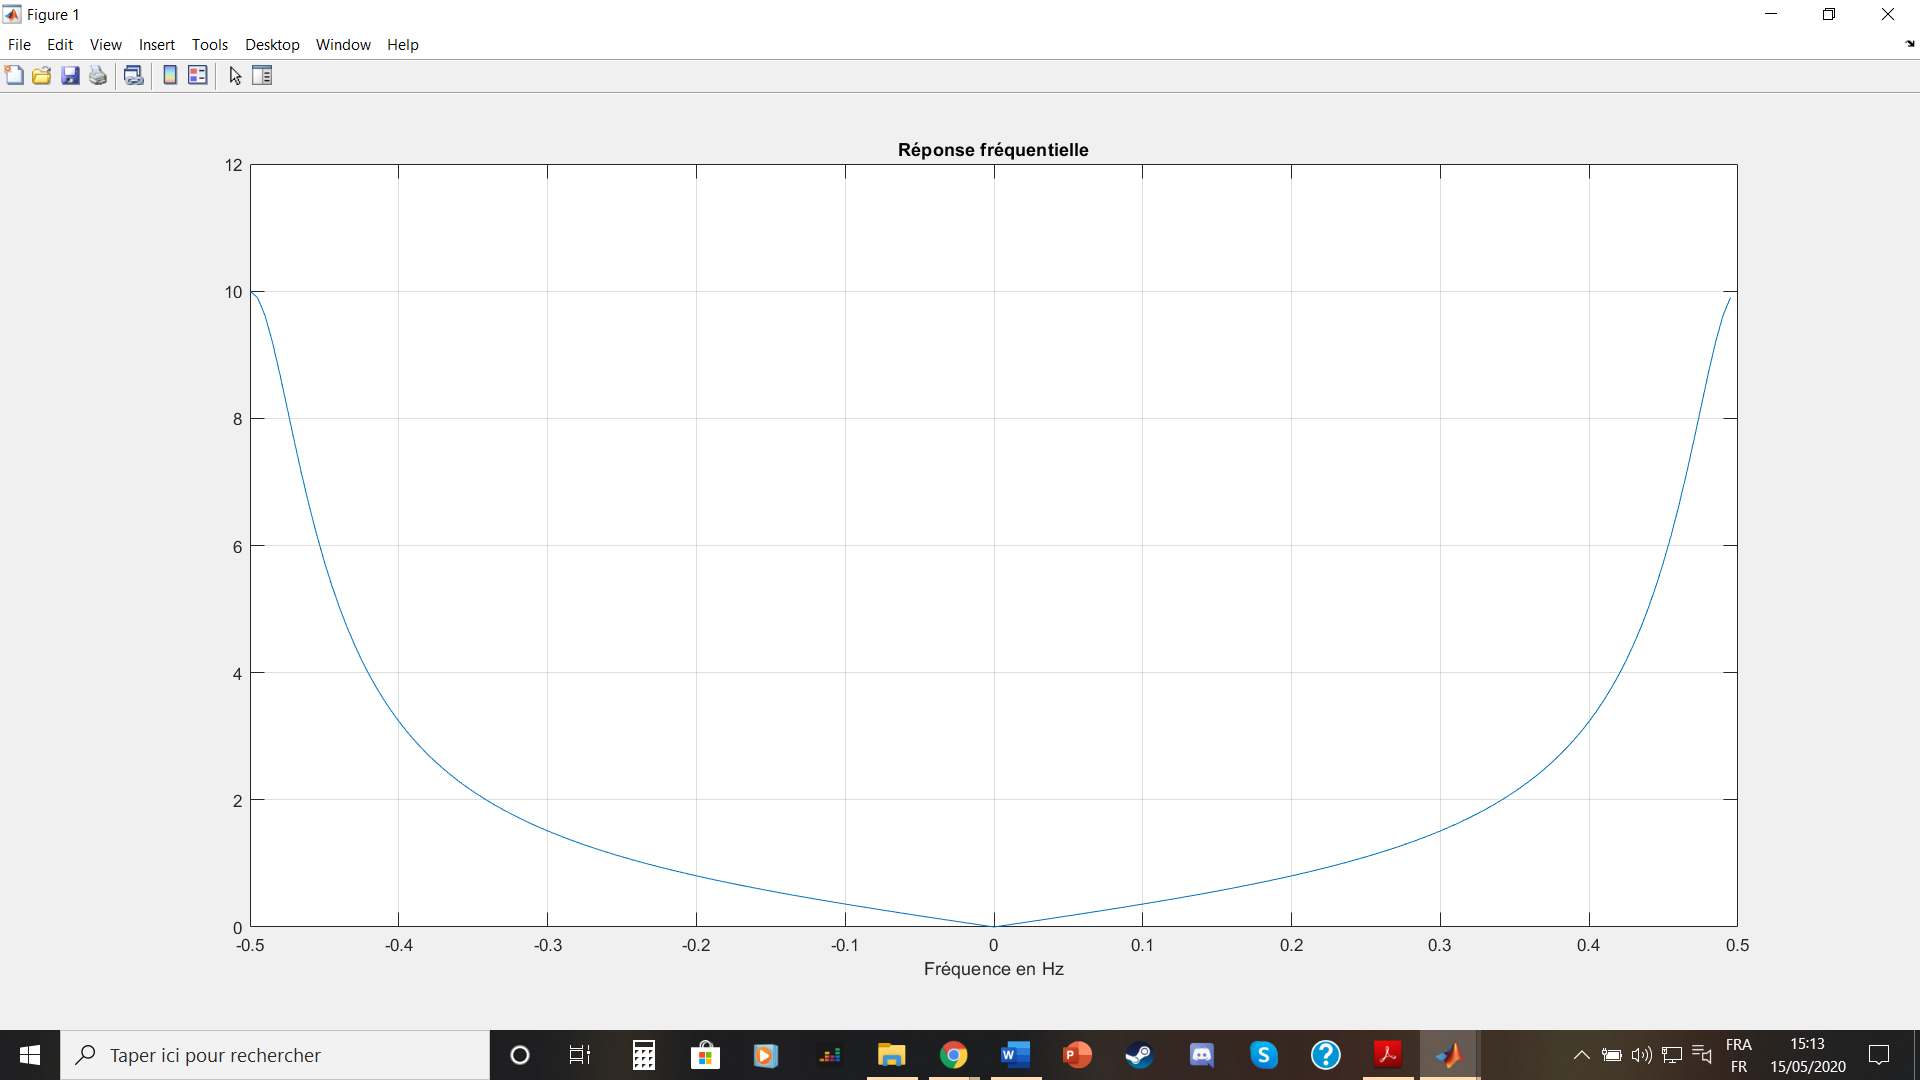 Figure 1
File Edit View Insert Tools Desktop Window Help
Réponse fréquentielle
12
10
8
6
4
2
0
-0.5 -0.4 -0.3 -0.2 -0.1 0 0.1 0.2 0.3 0.4 0.5
Fréquence en Hz
Taper ici pour rechercher
FRA
FR
15:13
15/05/2020